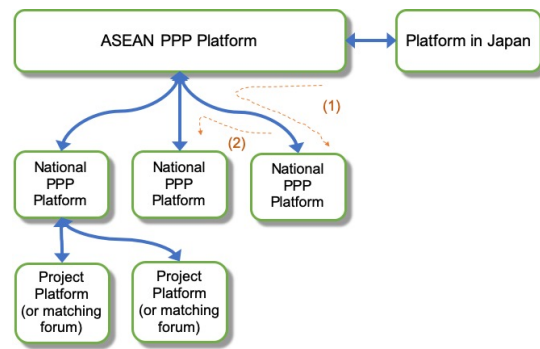 ASEAN PPP Platform
Platform in Japan
(1)
(2)
National
PPP
Platform
National
PPP
Platform
National
PPP
Platform
Project
Platform
(or matching
forum)
Project
Platform
(or matching
forum)